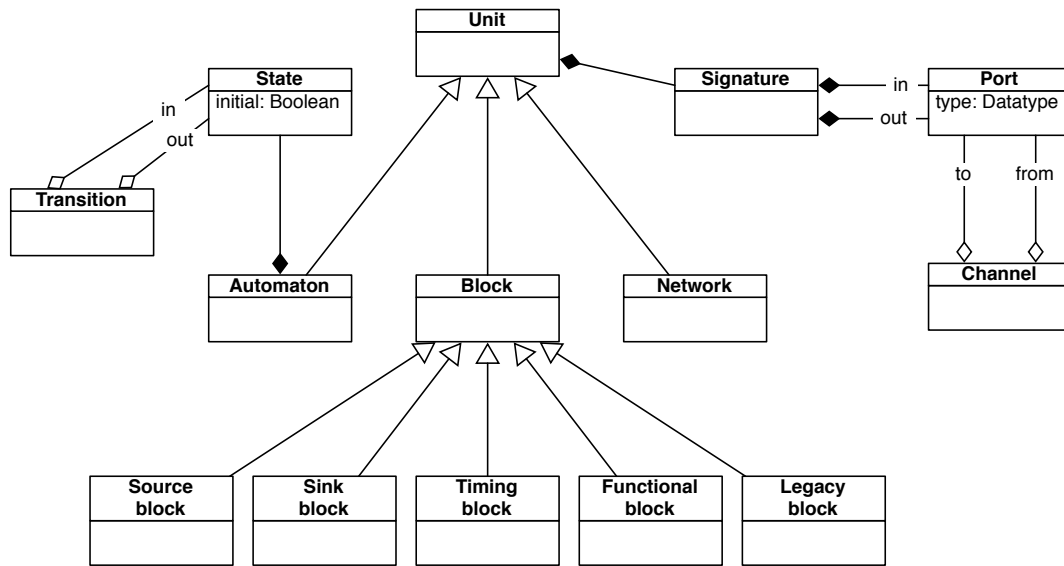 Unit
State
initial: Boolean
Signature
in
out
Port
type: Datatype
in
out
to
from
Transition
Automaton
Block
Network
Channel
Source
block
Sink
block
Timing
block
Functional
block
Legacy
block